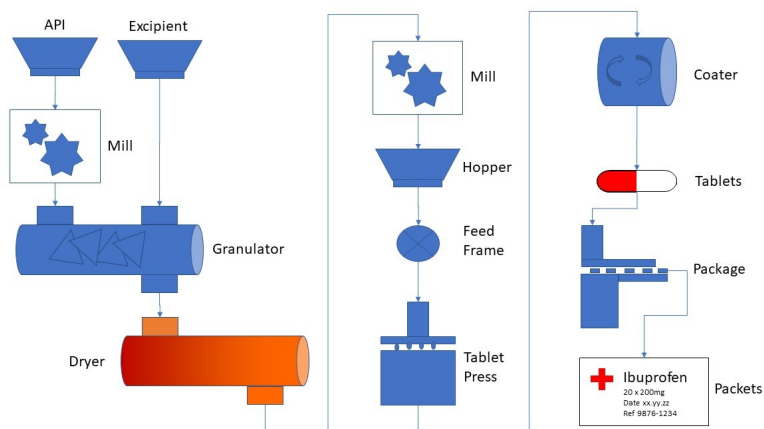 API
Excipient
Mill
Granulator
Dryer
Mill
Hopper
Feed
Frame
Tablet
Press
Coater
Tablets
Package
Ibuprofen
20 x 200mg
Date xx.yy.zz
Ref 9876-1234
Packets